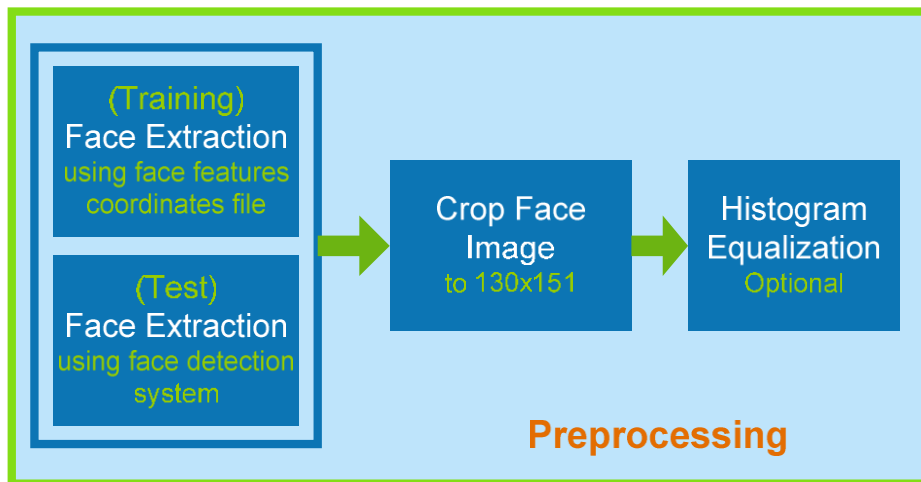 (Training)
Face Extraction
using face features
coordinates file
(Test)
Face Extraction
using face detection
system
Crop Face
Image
to 130x151
Histogram
Equalization
Optional
Preprocessing